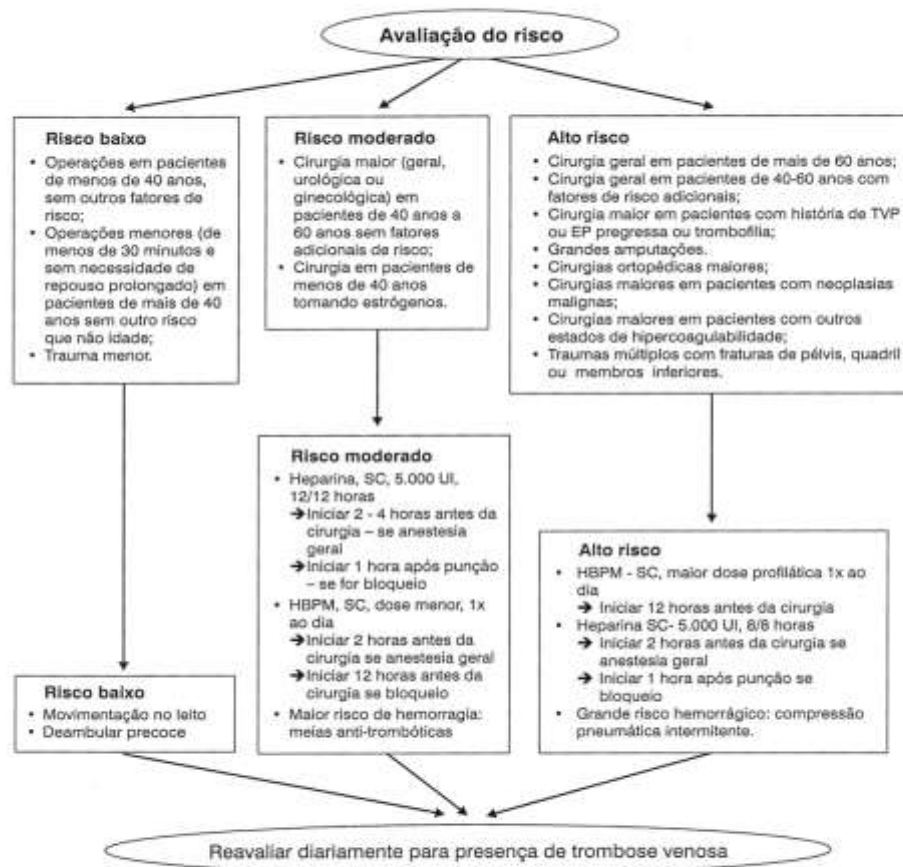 Avaliação do risco
Risco baixo
• Operações em pacientes
de menos de 40 anos,
sem outros fatores de
risco;
• Operações menores (de
menos de 30 minutos e
sem necessidade de
repouso prolongado) em
pacientes de mais de 40
anos sem outro risco
que não idade;
• Trauma menor.
Risco moderado
• Cirurgia maior (geral,
urológica ou
ginecológica) em
pacientes de 40 anos a
60 anos sem fatores
adicionais de risco;
• Cirurgia em pacientes de
menos de 40 anos
tomando estrógenos.
Alto risco
• Cirurgia geral em pacientes de mais de 60 anos;
• Cirurgia geral em pacientes de 40-60 anos com
fatores de risco adicionais;
• Cirurgia maior em pacientes com história de TVP
ou EP pregressa ou trombofilia;
• Grandes amputações.
• Cirurgias ortopédicas maiores;
• Cirurgias maiores em pacientes com neoplasias
malignas;
• Cirurgias maiores em pacientes com outros
estados de hipercoagulabilidade;
• Traumas múltiplos com fraturas de pélvis, quadril
ou membros inferiores.
Risco baixo
• Movimentação no leito
• Deambular precoce
Risco moderado
• Heparina, SC, 5.000 UI,
12/12 horas
➔ Iniciar 2 - 4 horas antes da
cirurgia – se anestesia
geral
➔ Iniciar 1 hora após punção
– se for bloqueio
• HBPM, SC, dose menor, 1x
ao dia
➔ Iniciar 2 horas antes da
cirurgia se anestesia geral
➔ Iniciar 12 horas antes da
cirurgia se bloqueio
• Maior risco de hemorragia:
meias anti-trombóticas
Alto risco
• HBPM - SC, maior dose profilática 1x ao
dia
➔ Iniciar 12 horas antes da cirurgia
• Heparina SC- 5.000 UI, 8/8 horas
➔ Iniciar 2 horas antes da cirurgia se
anestesia geral
➔ Iniciar 1 hora após punção se
bloqueio
• Grande risco hemorrágico: compressão
pneumática intermitente.
Reavaliar diariamente para presença de trombose venosa